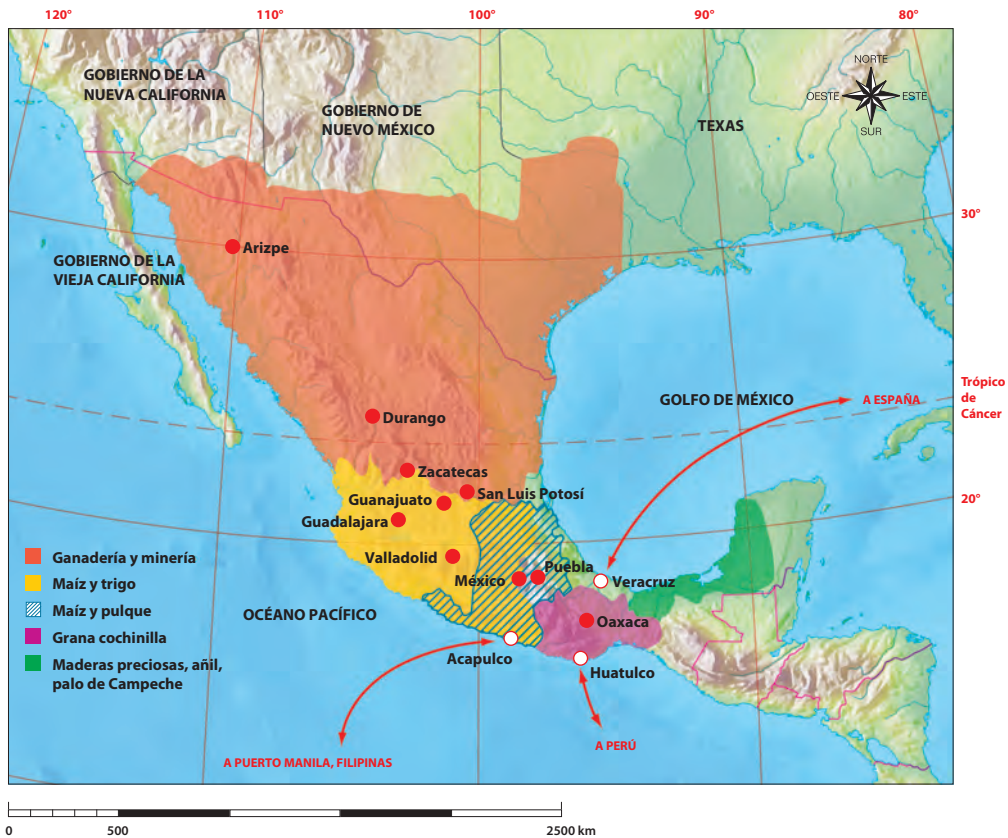 120°
110°
100°
90°
80°
NORTE
OESTE
ESTE
SUR
GOBIERNO DE LA
NUEVA CALIFORNIA
GOBIERNO DE
NUEVO MÉXICO
TEXAS
30°
Arizpe
GOBIERNO DE LA
VIEJA CALIFORNIA
Trópico
de
Cáncer
GOLFO DE MÉXICO
A ESPAÑA
Durango
Zacatecas
San Luis Potosí
20°
Guanajuato
Guadalajara
Valladolid
México
Puebla
Veracruz
Ganadería y minería
Maíz y trigo
Maíz y pulque
Grana cochinilla
Maderas preciosas, añil,
palo de Campeche
OCÉANO PACÍFICO
Oaxaca
Acapulco
Huatulco
A PERÚ
A PUERTO MANILA, FILIPINAS
0
500
2500 km